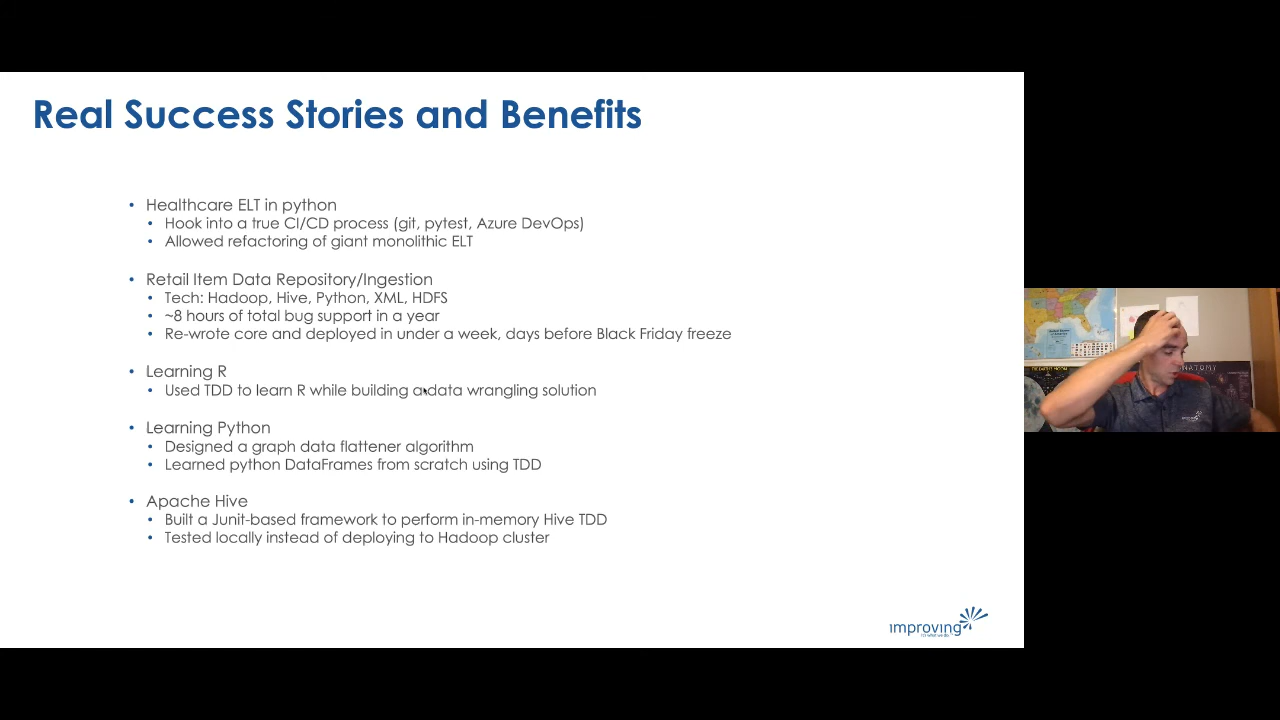 Real Success Stories and Benefits
• Healthcare ELT in python
• Hook into a true CI/CD process (git, pytest, Azure DevOps)
• Allowed refactoring of giant monolithic ELT
• Retail Item Data Repository/Ingestion
• Tech: Hadoop, Hive, Python, XML, HDFS
• ~8 hours of total bug support in a year
• Re-wrote core and deployed in under a week, days before Black Friday freeze
• Learning R
• Used TDD to learn R while building a data wrangling solution
• Learning Python
• Designed a graph data flattener algorithm
• Learned python DataFrames from scratch using TDD
• Apache Hive
• Built a Junit-based framework to perform in-memory Hive TDD
• Tested locally instead of deploying to Hadoop cluster
improving